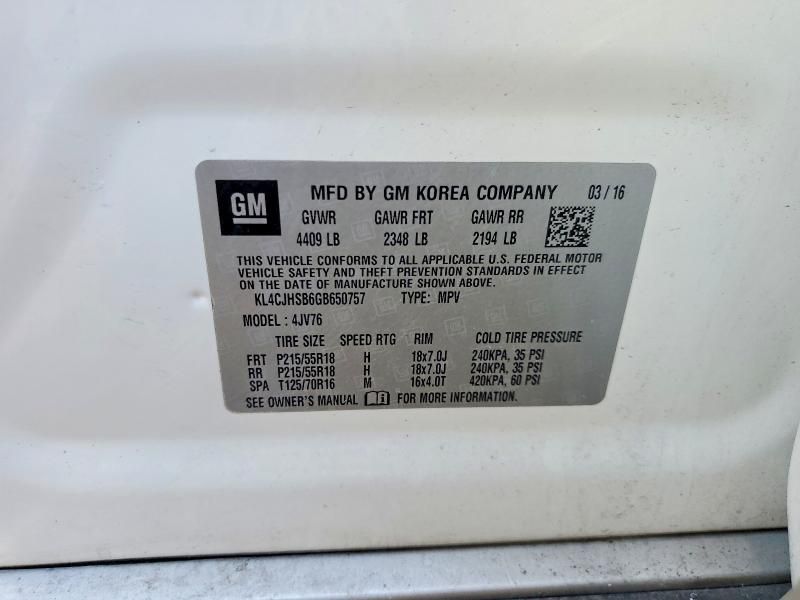 GM MFD BY GM KOREA COMPANY 03 / 16
GVWR GAWR FRT GAWR RR
4409 LB 2348 LB 2194 LB
THIS VEHICLE CONFORMS TO ALL APPLICABLE U.S. FEDERAL MOTOR
VEHICLE SAFETY AND THEFT PREVENTION STANDARDS IN EFFECT
ON THE DATE OF MANUFACTURE SHOWN ABOVE.
KL4CJHSB6GB650757 TYPE: MPV
MODEL : 4JV76
TIRE SIZE SPEED RTG RIM COLD TIRE PRESSURE
FRT P215/55R18 H 18x7.0J 240KPA, 35 PSI
RR P215/55R18 H 18x7.0J 240KPA, 35 PSI
SPA T125/70R16 M 16x4.0T 420KPA, 60 PSI
SEE OWNER'S MANUAL i FOR MORE INFORMATION.